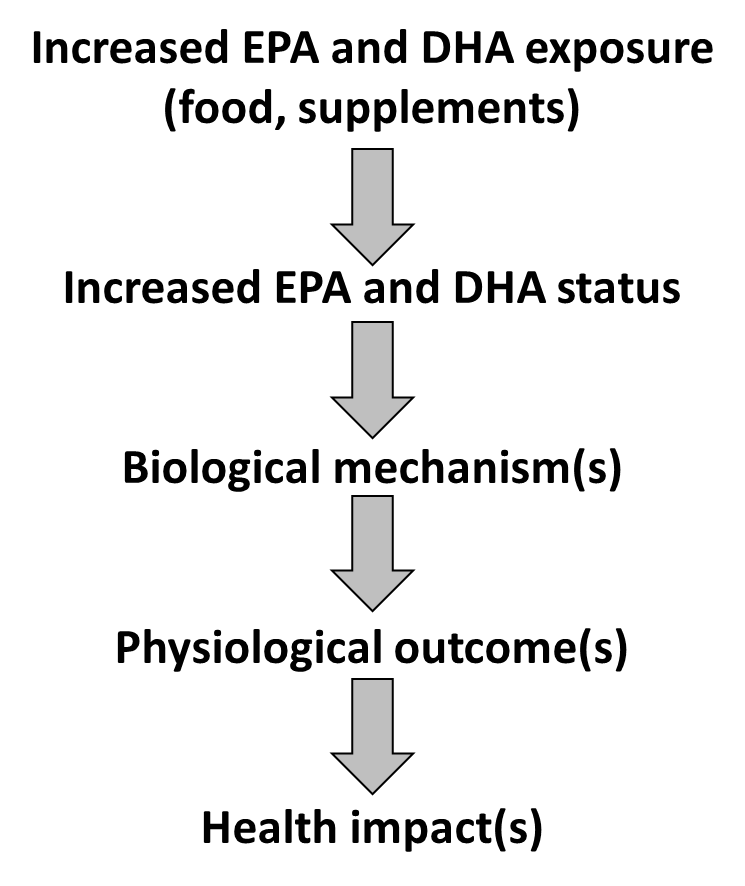 Increased EPA and DHA exposure
(food, supplements)
Increased EPA and DHA status
Biological mechanism(s)
Physiological outcome(s)
Health impact(s)